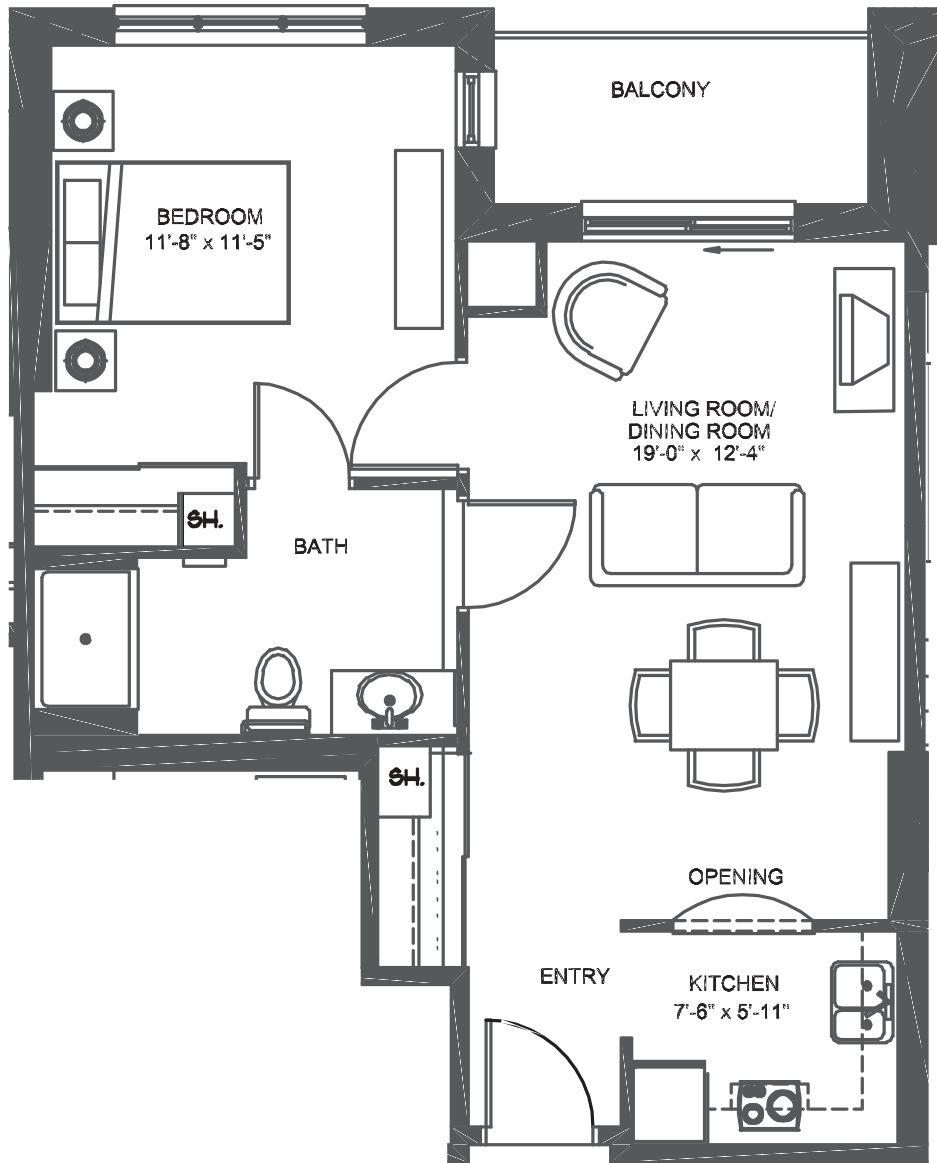 BALCONY
BEDROOM
11'-8" x 11'-5"
LIVING ROOM/
DINING ROOM
19'-0" x 12'-4"
SH.
BATH
SH.
OPENING
ENTRY
KITCHEN
7'-6" x 5'-11"